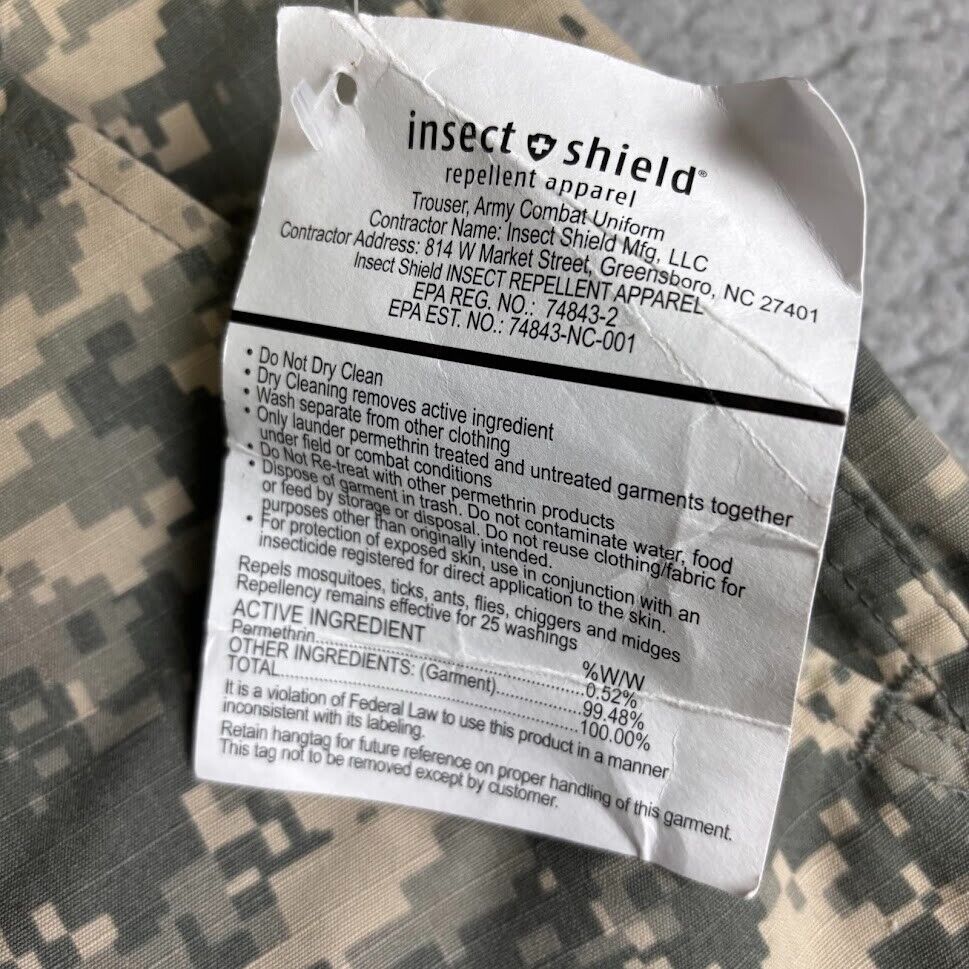 insect shield®
repellent apparel
Trouser, Army Combat Uniform
Contractor Name: Insect Shield Mfg, LLC
Contractor Address: 814 W Market Street, Greensboro, NC 27401
Insect Shield INSECT REPELLENT APPAREL
EPA REG. NO.: 74843-2
EPA EST. NO.: 74843-NC-001
• Do Not Dry Clean
• Dry Cleaning removes active ingredient
• Wash separate from other clothing
• Only launder permethrin treated and untreated garments together
under field or combat conditions
• Do Not Re-treat with other permethrin products
• Dispose of garment in trash. Do not contaminate water, food
or feed by storage or disposal. Do not reuse clothing/fabric for
purposes other than originally intended.
• For protection of exposed skin, use in conjunction with an
insecticide registered for direct application to the skin.
Repels mosquitoes, ticks, ants, flies, chiggers and midges
Repellency remains effective for 25 washings
ACTIVE INGREDIENT %W/W
Permethrin..............................0.52%
OTHER INGREDIENTS: (Garment)..............99.48%
TOTAL..............................100.00%
It is a violation of Federal Law to use this product in a manner
inconsistent with its labeling.
Retain hangtag for future reference on proper handling of this garment.
This tag not to be removed except by customer.